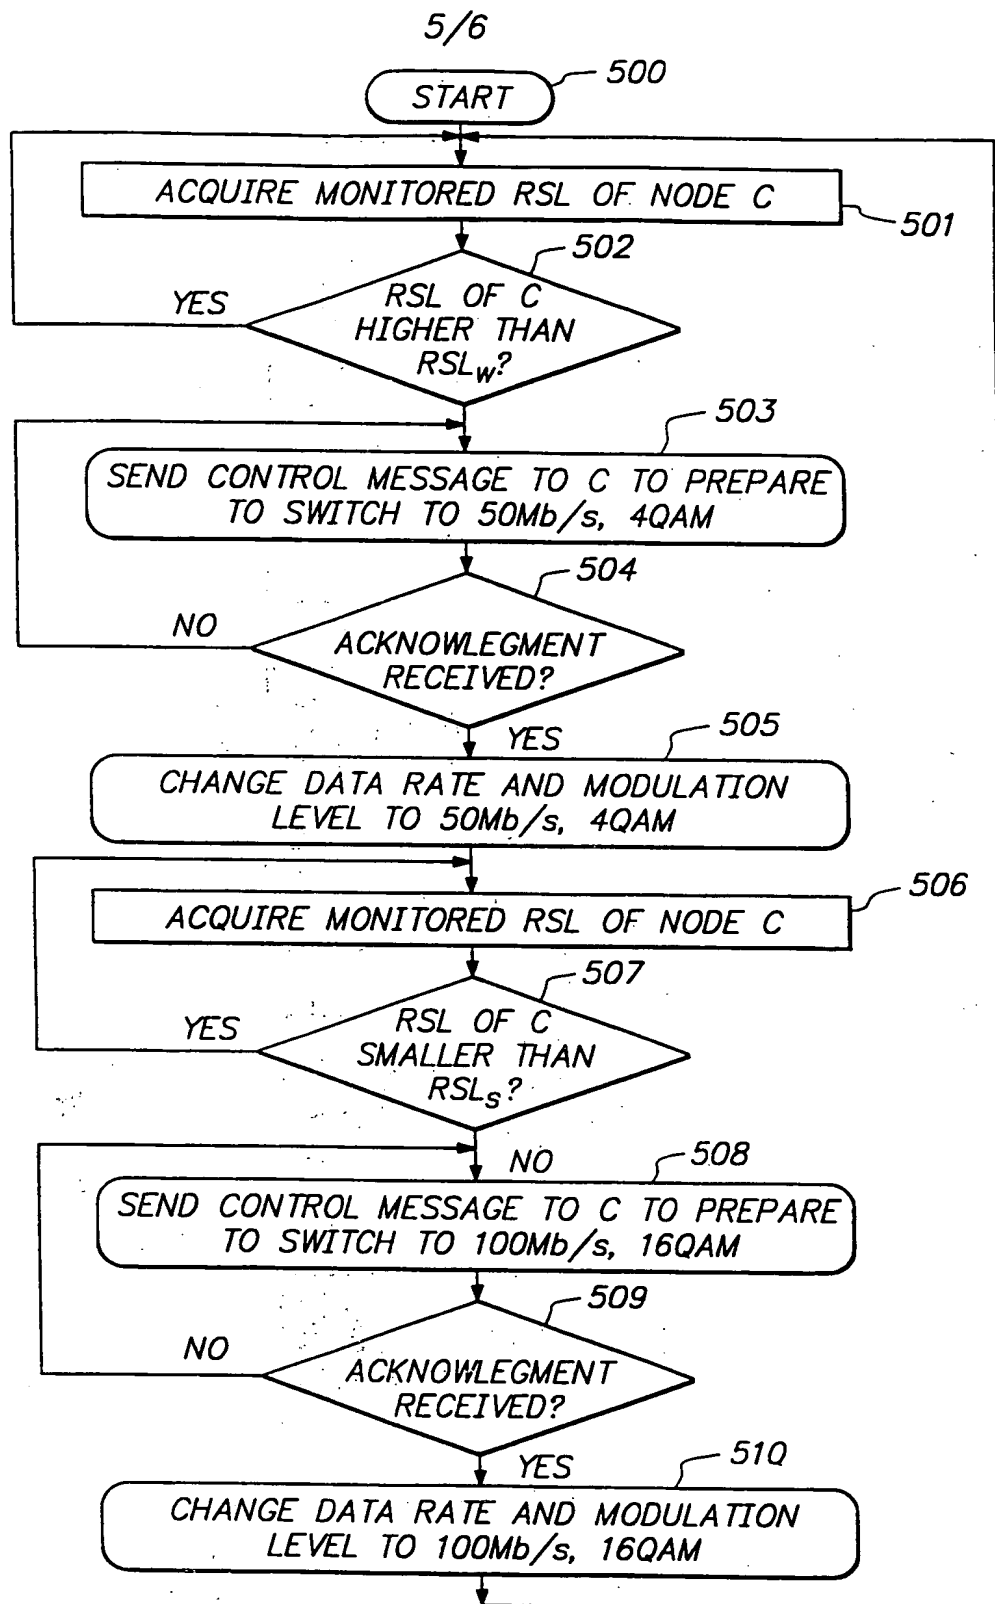 5/6
START
500
ACQUIRE MONITORED RSL OF NODE C
501
502
RSL OF C
HIGHER THAN
RSLw?
YES
503
SEND CONTROL MESSAGE TO C TO PREPARE
TO SWITCH TO 50Mb/s, 4QAM
504
NO
ACKNOWLEGMENT
RECEIVED?
YES
505
CHANGE DATA RATE AND MODULATION
LEVEL TO 50Mb/s, 4QAM
506
ACQUIRE MONITORED RSL OF NODE C
507
YES
RSL OF C
SMALLER THAN
RSLs?
NO
508
SEND CONTROL MESSAGE TO C TO PREPARE
TO SWITCH TO 100Mb/s, 16QAM
509
NO
ACKNOWLEGMENT
RECEIVED?
YES
510
CHANGE DATA RATE AND MODULATION
LEVEL TO 100Mb/s, 16QAM